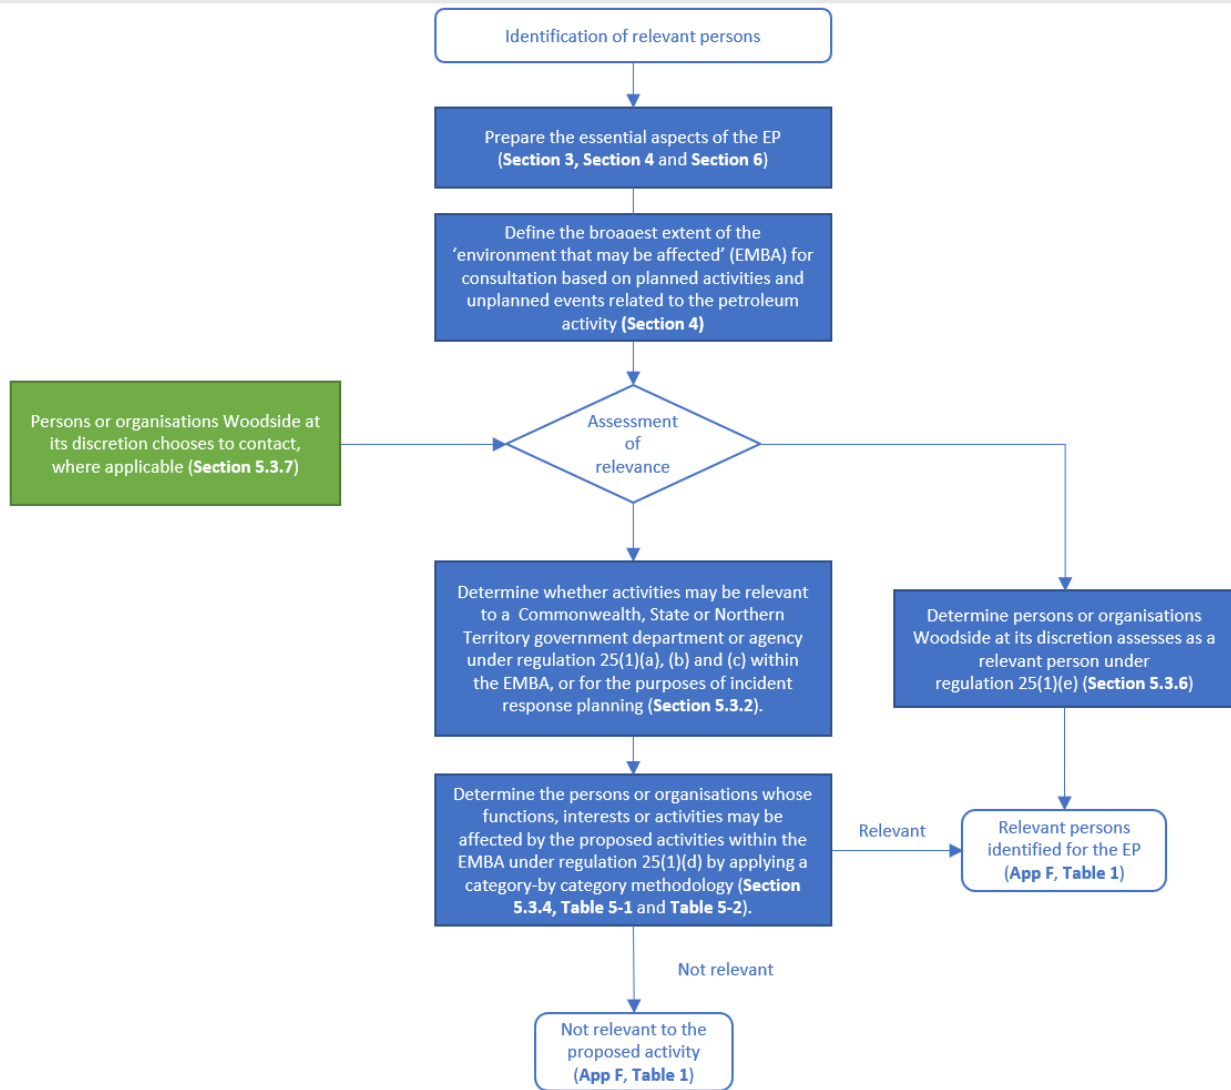 Identification of relevant persons
Prepare the essential aspects of the EP
(Section 3, Section 4 and Section 6)
Define the broadest extent of the
‘environment that may be affected’ (EMBA) for
consultation based on planned activities and
unplanned events related to the petroleum
activity (Section 4)
Persons or organisations Woodside at
its discretion chooses to contact,
where applicable (Section 5.3.7)
Assessment
of
relevance
Determine whether activities may be relevant
to a Commonwealth, State or Northern
Territory government department or agency
under regulation 25(1)(a), (b) and (c) within
the EMBA, or for the purposes of incident
response planning (Section 5.3.2).
Determine persons or organisations
Woodside at its discretion assesses as a
relevant person under
regulation 25(1)(e) (Section 5.3.6)
Determine the persons or organisations whose
functions, interests or activities may be
affected by the proposed activities within the
EMBA under regulation 25(1)(d) by applying a
category-by category methodology (Section
5.3.4, Table 5-1 and Table 5-2).
Relevant
Relevant persons
identified for the EP
(App F, Table 1)
Not relevant
Not relevant to the
proposed activity
(App F, Table 1)